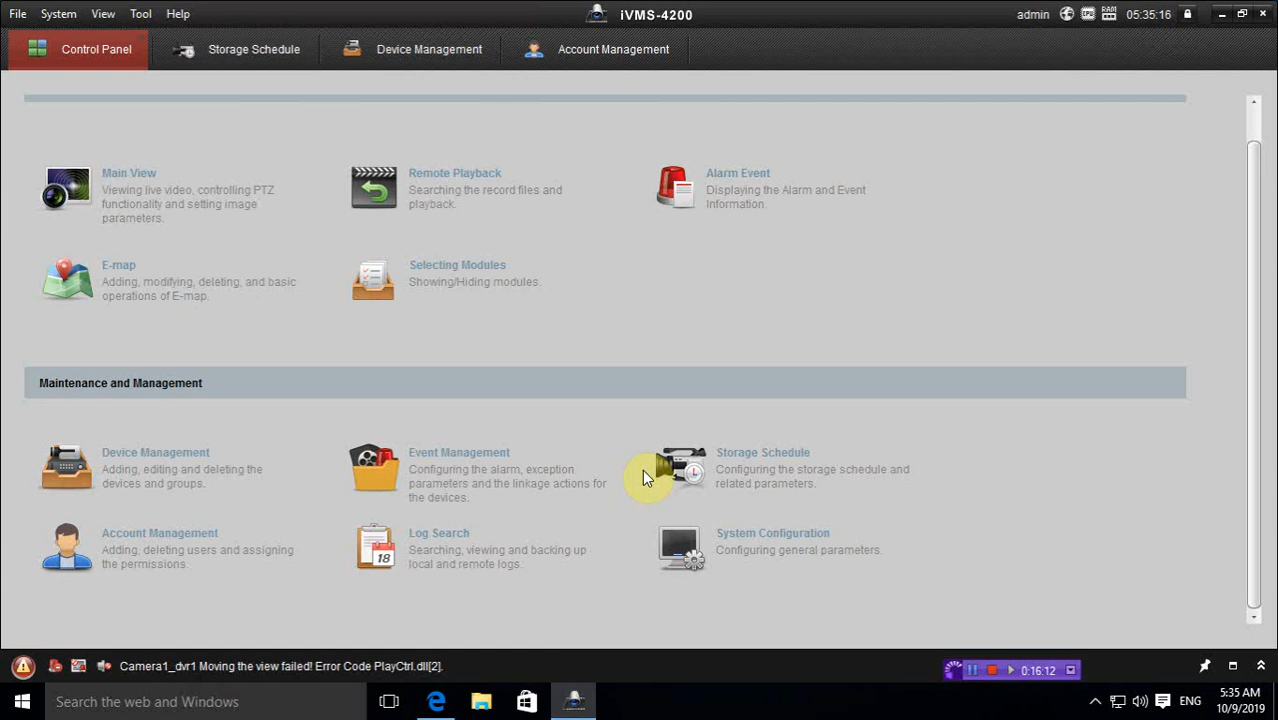 File System View Tool Help
iVMS-4200
admin
05:35:16
Control Panel
Storage Schedule
Device Management
Account Management
Main View
Viewing live video, controlling PTZ
functionality and setting image
parameters.
Remote Playback
Searching the record files and
playback.
Alarm Event
Displaying the Alarm and Event
Information.
E-map
Adding, modifying, deleting, and basic
operations of E-map.
Selecting Modules
Showing/Hiding modules.
Maintenance and Management
Device Management
Adding, editing and deleting the
devices and groups.
Event Management
Configuring the alarm, exception
parameters and the linkage actions for
the devices.
Storage Schedule
Configuring the storage schedule and
related parameters.
Account Management
Adding, deleting users and assigning
the permissions.
Log Search
Searching, viewing and backing up
local and remote logs.
18
System Configuration
Configuring general parameters.
Camera1_dvr1 Moving the view failed! Error Code PlayCtrl.dll[2].
0:16:12
Search the web and Windows
ENG
5:35 AM
10/9/2019